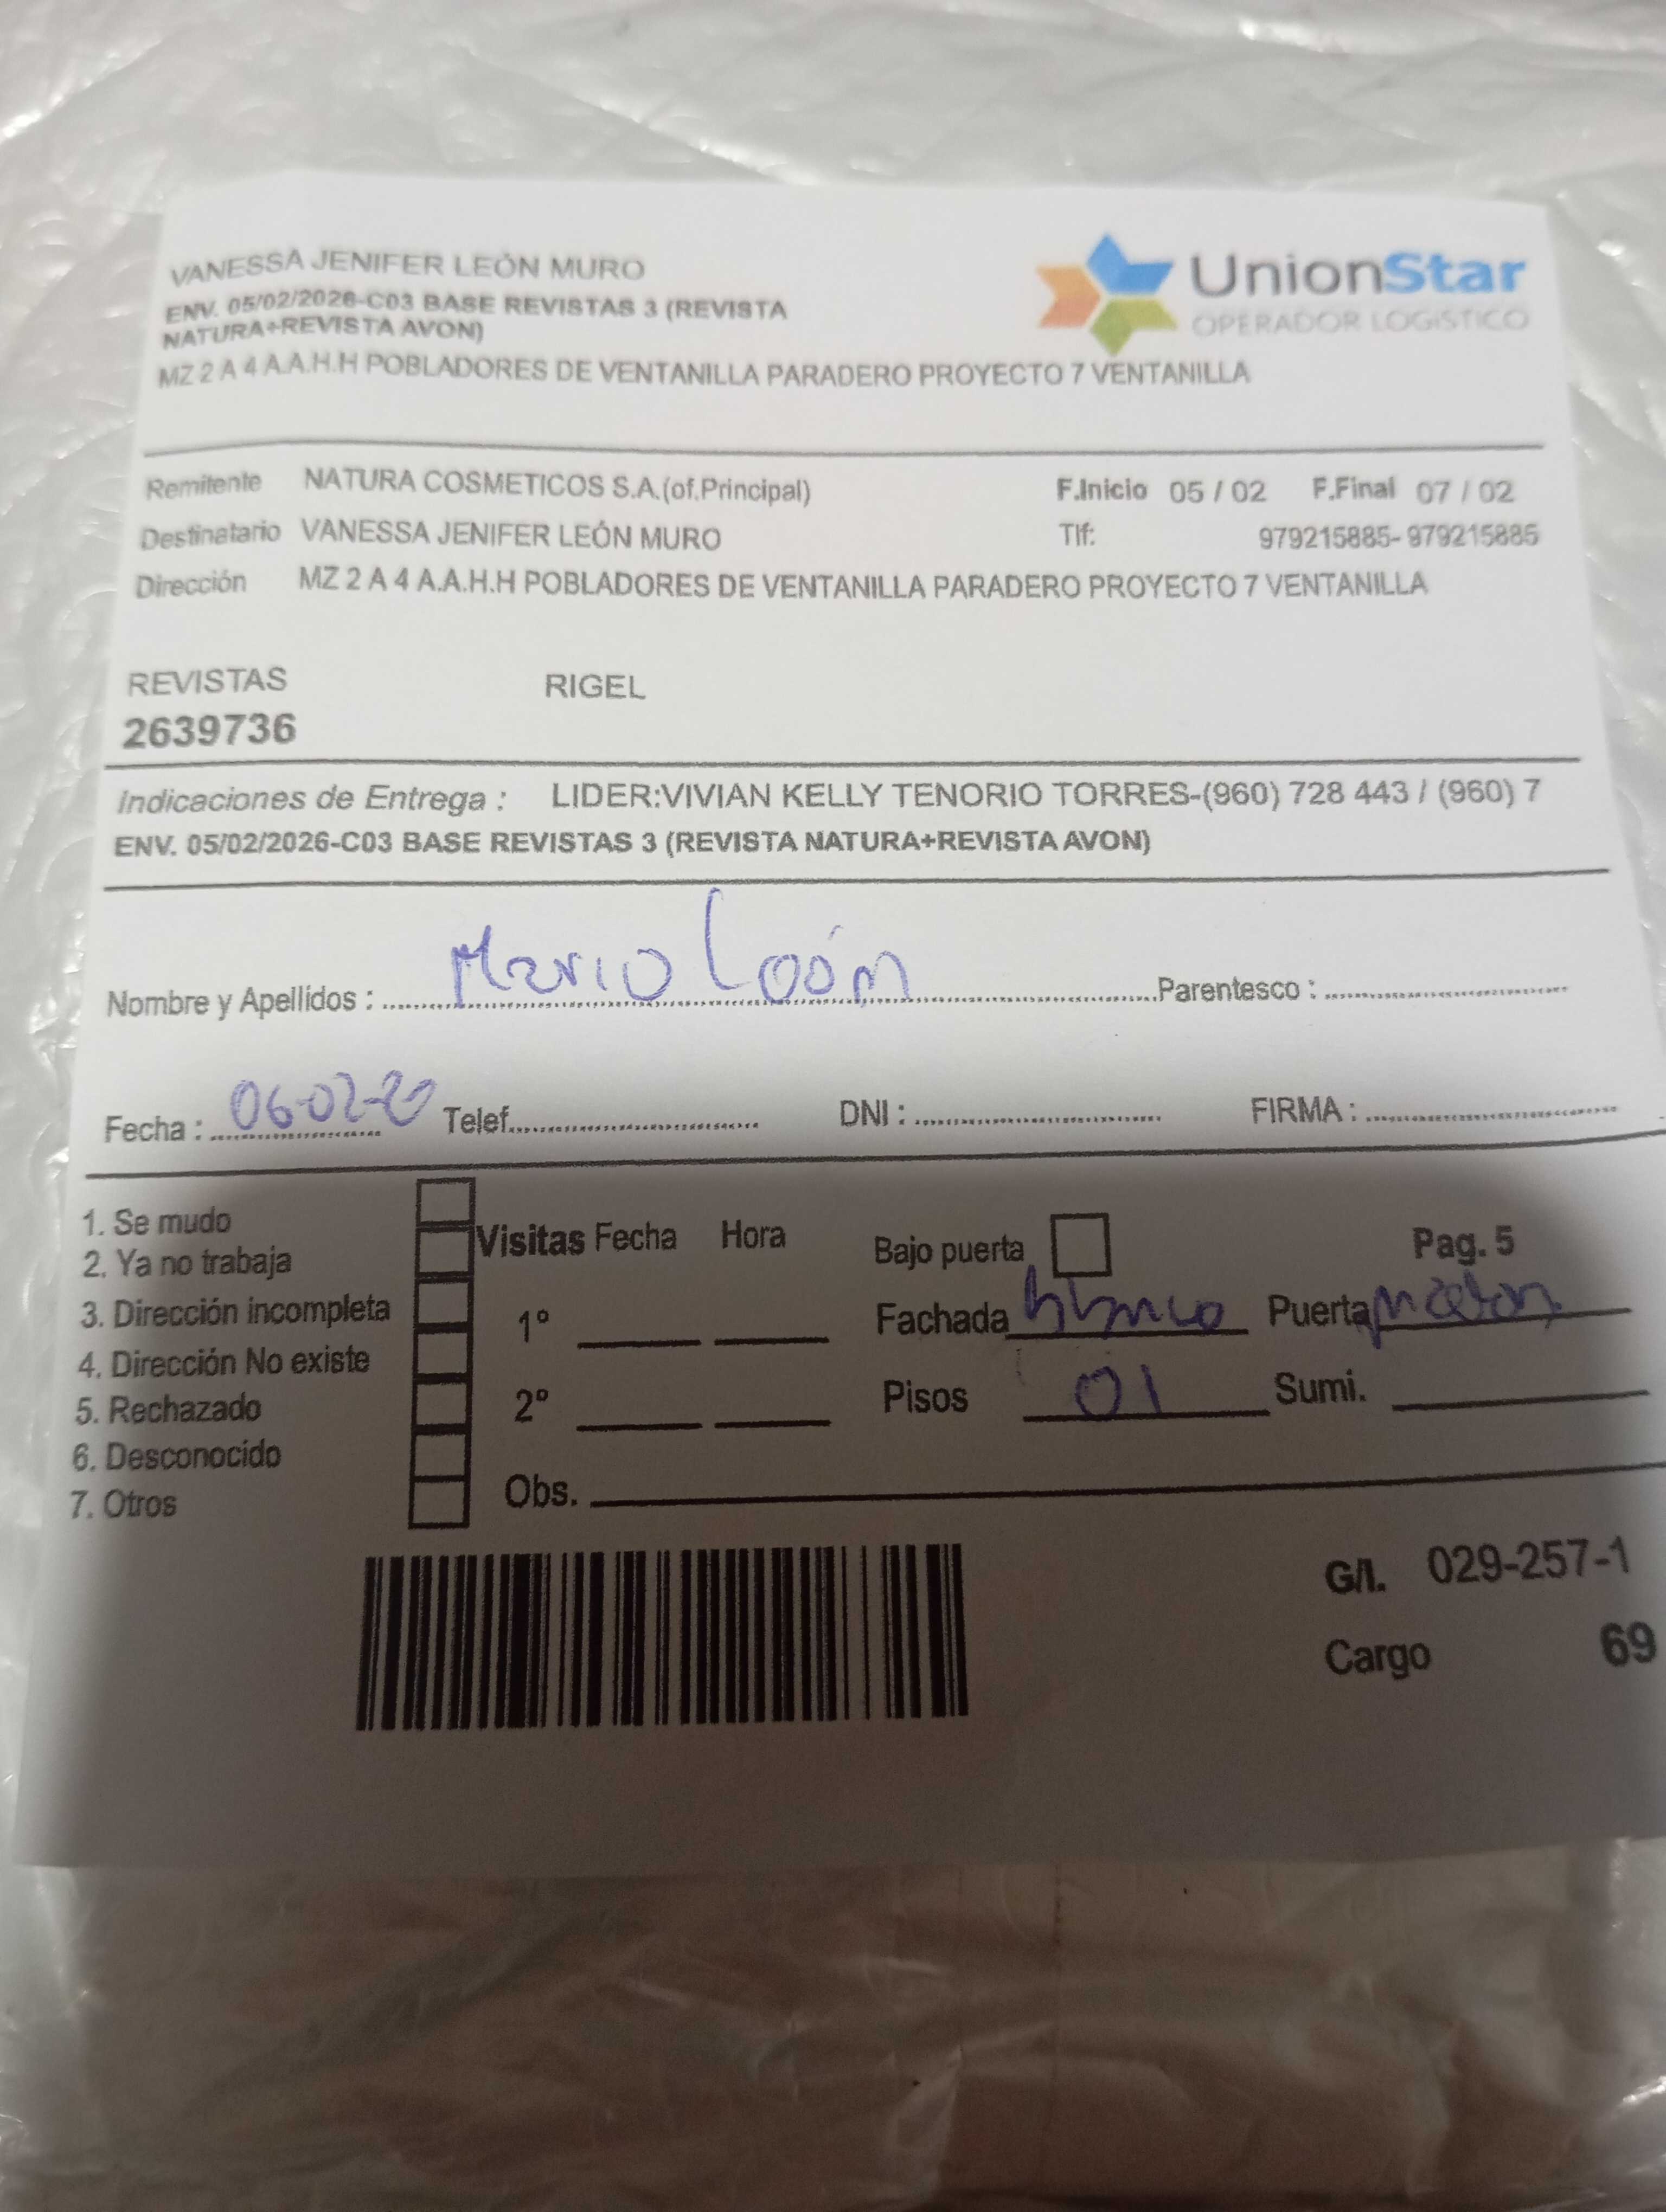 VANESSA JENIFER LEÓN MURO
ENV. 05/02/2026-C03 BASE REVISTAS 3 (REVISTA
NATURA+REVISTA AVON)
MZ 2 A 4 A.A.H.H POBLADORES DE VENTANILLA PARADERO PROYECTO 7 VENTANILLA
UnionStar
OPERADOR LOGISTICO
Remitente NATURA COSMETICOS S.A.(of.Principal) F.Inicio 05 / 02 F.Final 07 / 02
Destinatario VANESSA JENIFER LEÓN MURO Tlf: 979215885- 979215885
Dirección MZ 2 A 4 A.A.H.H POBLADORES DE VENTANILLA PARADERO PROYECTO 7 VENTANILLA
REVISTAS RIGEL
2639736
Indicaciones de Entrega : LIDER:VIVIAN KELLY TENORIO TORRES-(960) 728 443 / (960) 7
ENV. 05/02/2026-C03 BASE REVISTAS 3 (REVISTA NATURA+REVISTA AVON)
Nombre y Apellidos : Mario León Parentesco :
Fecha : 06-02- Telef. DNI : FIRMA :
1. Se mudo
2. Ya no trabaja
3. Dirección incompleta
4. Dirección No existe
5. Rechazado
6. Desconocido
7. Otros
Visitas Fecha Hora
1º
2º
Obs.
Bajo puerta Pag. 5
Fachada blanco Puerta
Pisos 01 Sumi.
G/I. 029-257-1
Cargo 69